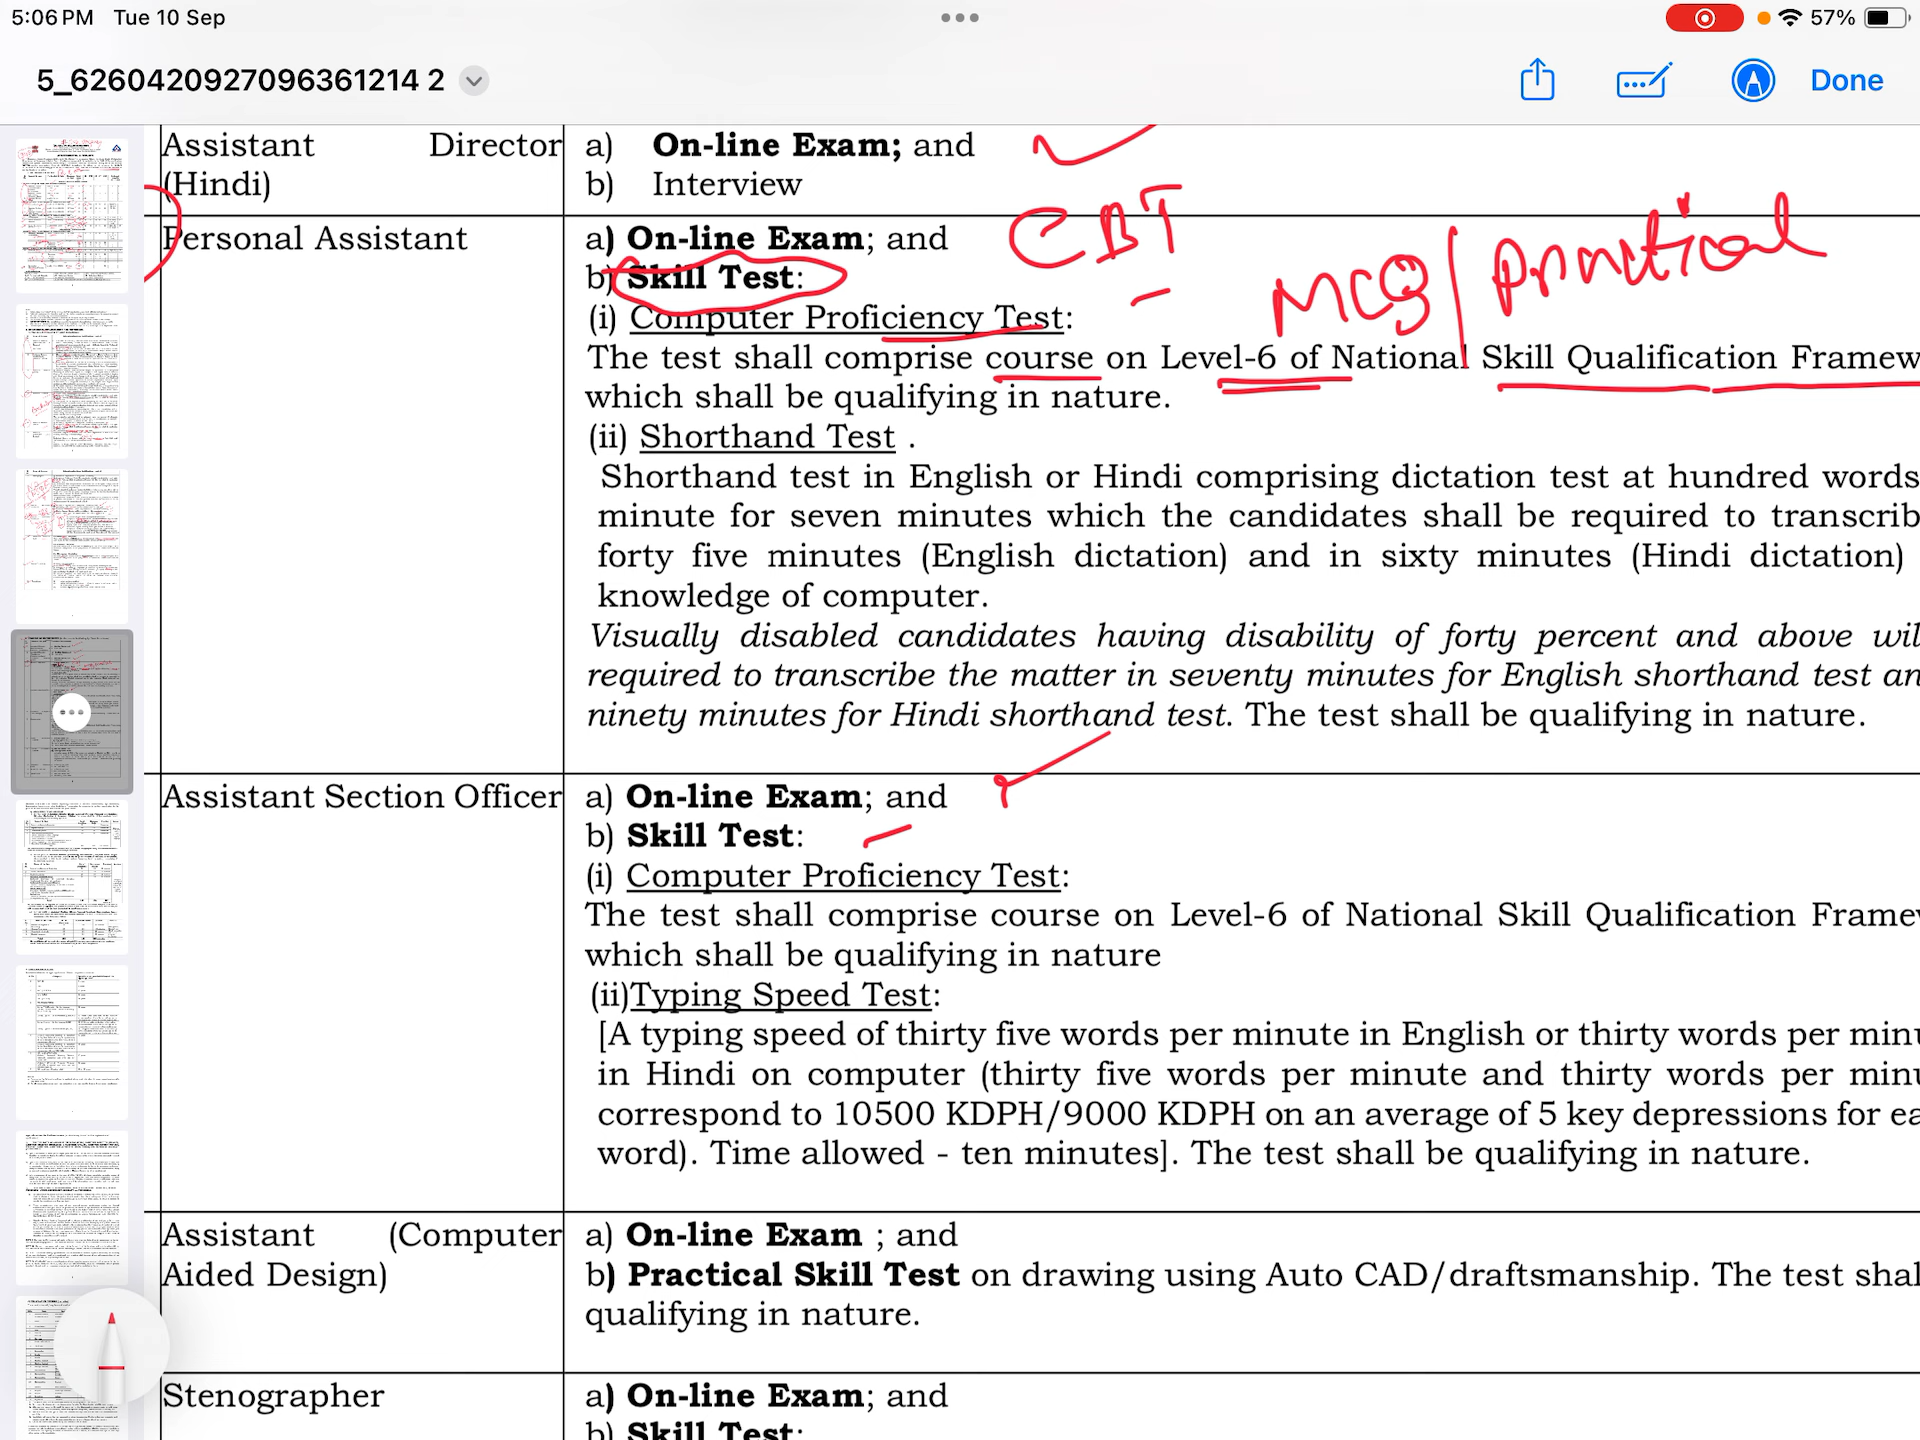 5:06 PM Tue 10 Sep
57%
5_6260420927096361214 2
Done
Assistant Director
(Hindi)
a) On-line Exam; and
b) Interview
Personal Assistant
a) On-line Exam; and
CBT
MCQ/Practical
b) Skill Test:
(i) Computer Proficiency Test:
The test shall comprise course on Level-6 of National Skill Qualification Framew
which shall be qualifying in nature.
(ii) Shorthand Test .
Shorthand test in English or Hindi comprising dictation test at hundred words
minute for seven minutes which the candidates shall be required to transcrib
forty five minutes (English dictation) and in sixty minutes (Hindi dictation)
knowledge of computer.
Visually disabled candidates having disability of forty percent and above wil
required to transcribe the matter in seventy minutes for English shorthand test an
ninety minutes for Hindi shorthand test. The test shall be qualifying in nature.
Assistant Section Officer
a) On-line Exam; and
b) Skill Test:
(i) Computer Proficiency Test:
The test shall comprise course on Level-6 of National Skill Qualification Framew
which shall be qualifying in nature
(ii)Typing Speed Test:
[A typing speed of thirty five words per minute in English or thirty words per minu
in Hindi on computer (thirty five words per minute and thirty words per minu
correspond to 10500 KDPH/9000 KDPH on an average of 5 key depressions for ea
word). Time allowed - ten minutes]. The test shall be qualifying in nature.
Assistant (Computer
Aided Design)
a) On-line Exam ; and
b) Practical Skill Test on drawing using Auto CAD/draftsmanship. The test shal
qualifying in nature.
Stenographer
a) On-line Exam; and
b) Skill Test: